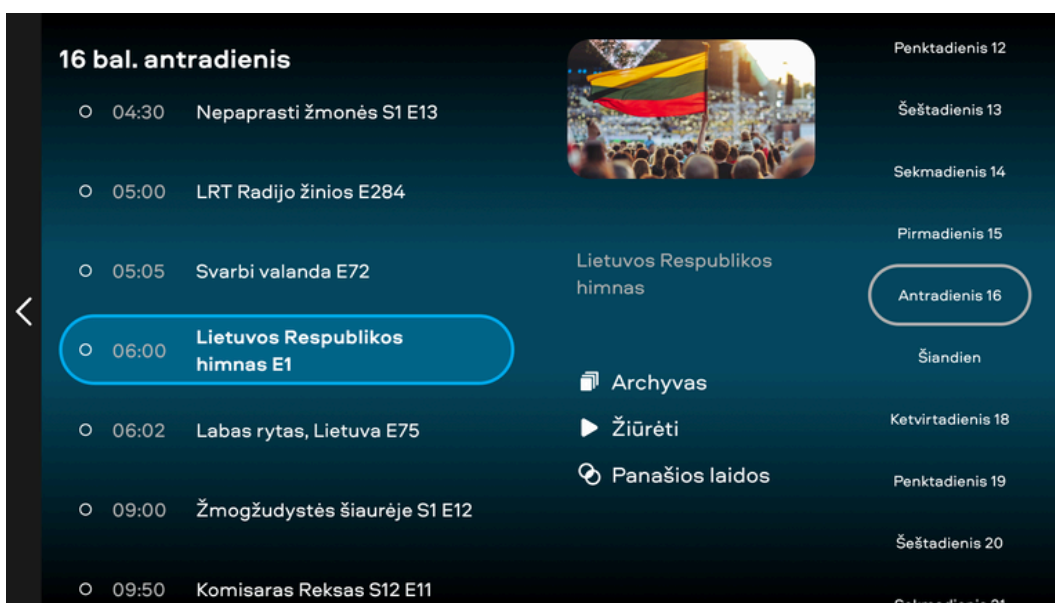 16 bal. antradienis
04:30 Nepaprasti žmonės S1 E13
05:00 LRT Radijo žinios E284
05:05 Svarbi valanda E72
06:00 Lietuvos Respublikos
himnas E1
06:02 Labas rytas, Lietuva E75
09:00 Žmogžudystės šiaurėje S1 E12
09:50 Komisaras Reksas S12 E11
Lietuvos Respublikos
himnas
Archyvas
Žiūrėti
Panašios laidos
Penktadienis 12
Šeštadienis 13
Sekmadienis 14
Pirmadienis 15
Antradienis 16
Šiandien
Ketvirtadienis 18
Penktadienis 19
Šeštadienis 20
Sekmadienis 21